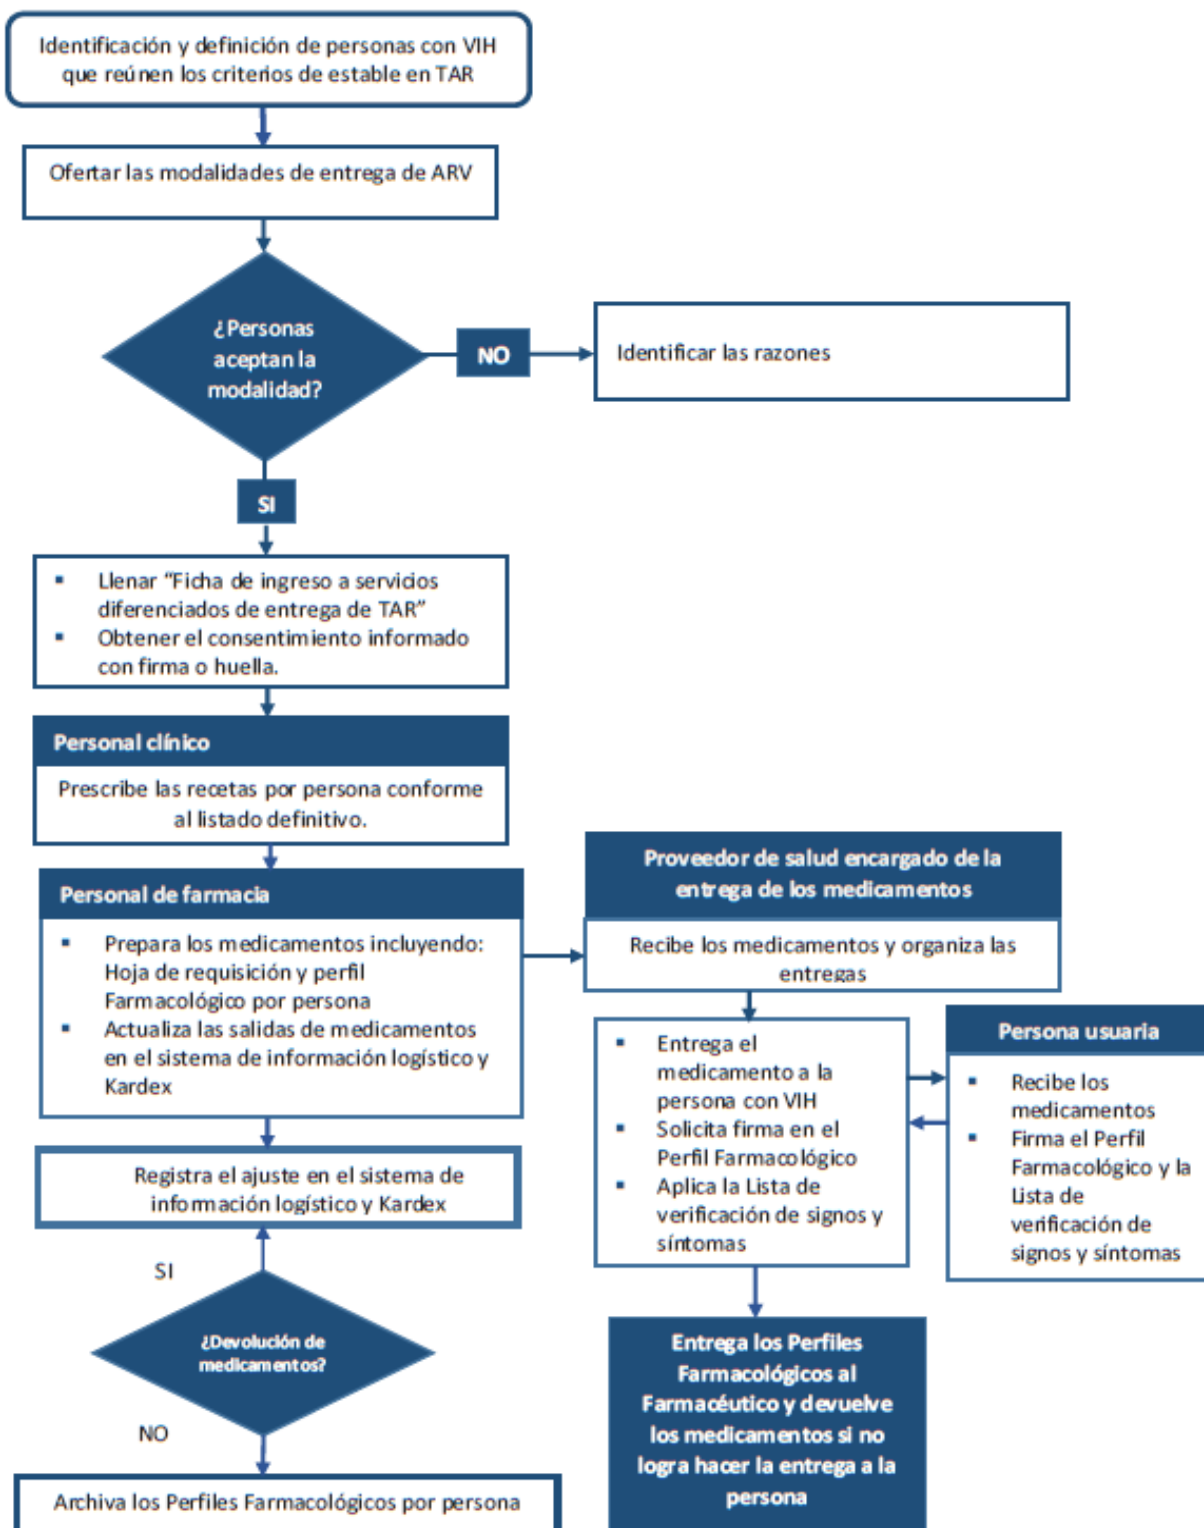 Identificación y definición de personas con VIH
que reúnen los criterios de estable en TAR
Ofertar las modalidades de entrega de ARV
¿Personas
aceptan la
modalidad?
NO
Identificar las razones
SI
▪ Llenar “Ficha de ingreso a servicios
diferenciados de entrega de TAR”
▪ Obtener el consentimiento informado
con firma o huella.
Personal clínico
Prescribe las recetas por persona conforme
al listado definitivo.
Personal de farmacia
▪ Prepara los medicamentos incluyendo:
Hoja de requisición y perfil
Farmacológico por persona
▪ Actualiza las salidas de medicamentos
en el sistema de información logístico y
Kardex
Proveedor de salud encargado de la
entrega de los medicamentos
Recibe los medicamentos y organiza las
entregas
▪ Entrega el
medicamento a la
persona con VIH
▪ Solicita firma en el
Perfil Farmacológico
▪ Aplica la Lista de
verificación de signos y
síntomas
Persona usuaria
▪ Recibe los
medicamentos
▪ Firma el Perfil
Farmacológico y la
Lista de
verificación de
signos y síntomas
Registra el ajuste en el sistema de
información logístico y Kardex
SI
¿Devolución de
medicamentos?
NO
Archiva los Perfiles Farmacológicos por persona
Entrega los Perfiles
Farmacológicos al
Farmacéutico y devuelve
los medicamentos si no
logra hacer la entrega a la
persona